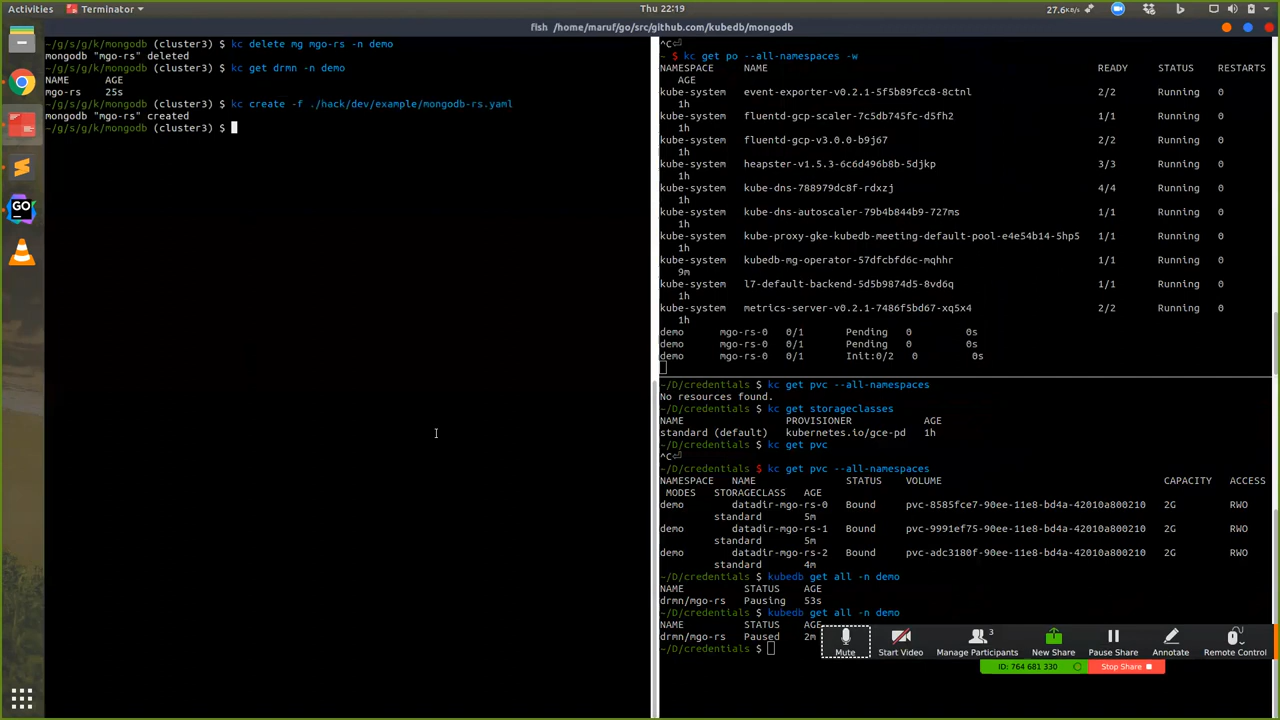 Activities
Terminator
Thu 22:19
27.6KB/s
fish /home/maruf/go/src/github.com/kubedb/mongodb
~/g/s/g/k/mongodb (cluster3) $ kc delete mg mgo-rs -n demo
mongodb "mgo-rs" deleted
~/g/s/g/k/mongodb (cluster3) $ kc get drmn -n demo
NAME AGE
mgo-rs 25s
~/g/s/g/k/mongodb (cluster3) $ kc create -f ./hack/dev/example/mongodb-rs.yaml
mongodb "mgo-rs" created
~/g/s/g/k/mongodb (cluster3) $
GO
^C⏎
~ $ kc get po --all-namespaces -w
NAMESPACE NAME READY STATUS RESTARTS
AGE
kube-system event-exporter-v0.2.1-5f5b89fcc8-8ctnl 2/2 Running 0
1h
kube-system fluentd-gcp-scaler-7c5db745fc-d5fh2 1/1 Running 0
1h
kube-system fluentd-gcp-v3.0.0-b9j67 2/2 Running 0
1h
kube-system heapster-v1.5.3-6c6d496b8b-5djkp 3/3 Running 0
1h
kube-system kube-dns-788979dc8f-rdxzj 4/4 Running 0
1h
kube-system kube-dns-autoscaler-79b4b844b9-727ms 1/1 Running 0
1h
kube-system kube-proxy-gke-kubedb-meeting-default-pool-e4e54b14-5hp5 1/1 Running 0
1h
kube-system kubedb-mg-operator-57dfcbfd6c-mqhhr 1/1 Running 0
9m
kube-system l7-default-backend-5d5b9874d5-8vd6q 1/1 Running 0
1h
kube-system metrics-server-v0.2.1-7486f5bd67-xq5x4 2/2 Running 0
1h
demo mgo-rs-0 0/1 Pending 0 0s
demo mgo-rs-0 0/1 Pending 0 0s
demo mgo-rs-0 0/1 Init:0/2 0 0s
~/D/credentials $ kc get pvc --all-namespaces
No resources found.
~/D/credentials $ kc get storageclasses
NAME PROVISIONER AGE
standard (default) kubernetes.io/gce-pd 1h
~/D/credentials $ kc get pvc
^C⏎
~/D/credentials $ kc get pvc --all-namespaces
NAMESPACE NAME STATUS VOLUME CAPACITY ACCESS
MODES STORAGECLASS AGE
demo datadir-mgo-rs-0 Bound pvc-8585fce7-90ee-11e8-bd4a-42010a800210 2G RWO
standard 5m
demo datadir-mgo-rs-1 Bound pvc-9991ef75-90ee-11e8-bd4a-42010a800210 2G RWO
standard 5m
demo datadir-mgo-rs-2 Bound pvc-adc3180f-90ee-11e8-bd4a-42010a800210 2G RWO
standard 4m
~/D/credentials $ kubedb get all -n demo
NAME STATUS AGE
drmn/mgo-rs Pausing 53s
~/D/credentials $ kubedb get all -n demo
NAME STATUS AGE
drmn/mgo-rs Paused 2m
~/D/credentials $
3
Mute
Start Video
Manage Participants
New Share
Pause Share
Annotate
Remote Control
ID: 764 681 330
Stop Share